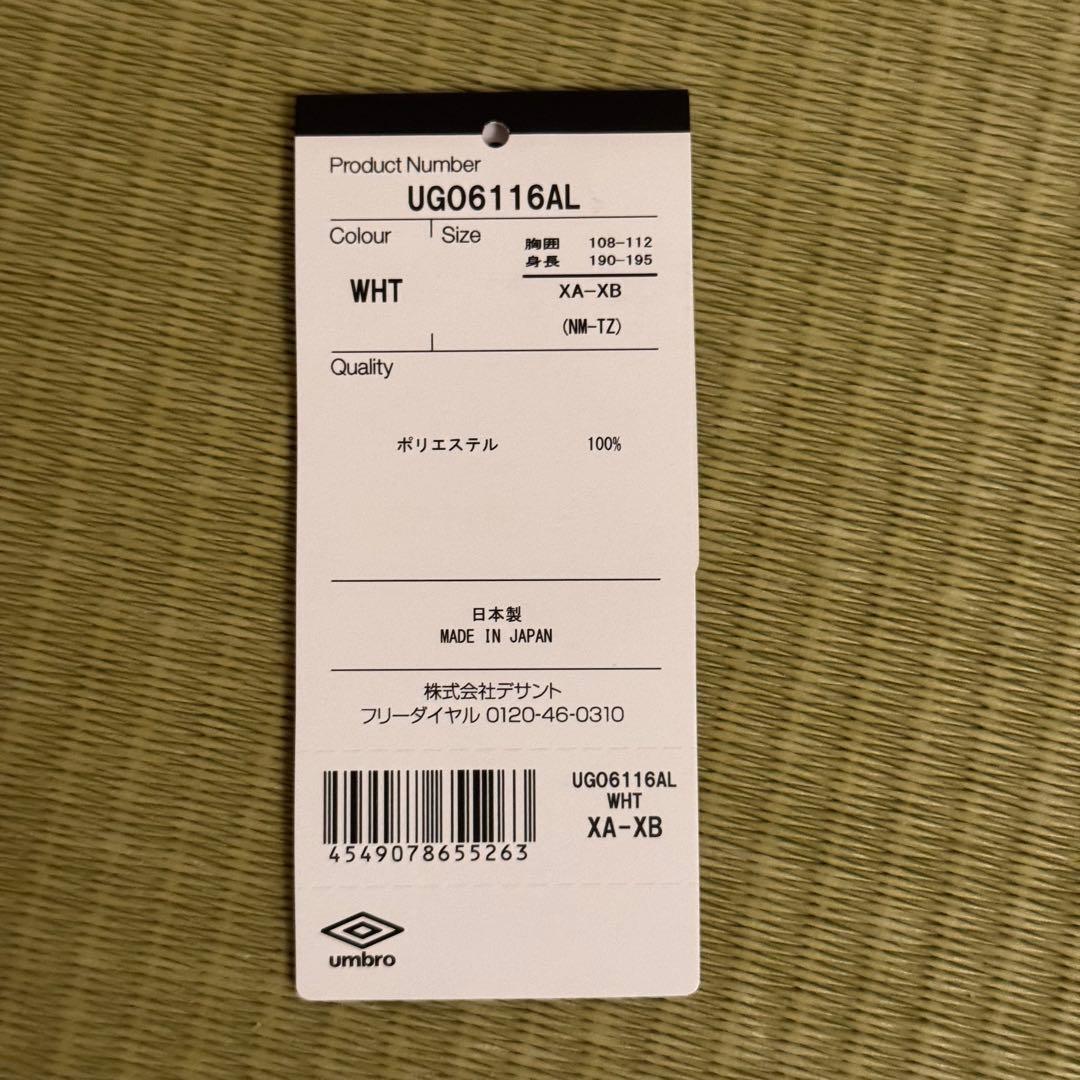 Product Number
UGO6116AL
Colour Size
胸囲 108-112
身長 190-195
WHT XA-XB
(NM-TZ)
Quality
ポリエステル 100%
日本製
MADE IN JAPAN
株式会社デサント
フリーダイヤル 0120-46-0310
UGO6116AL
WHT
XA-XB
4549078655263
umbro